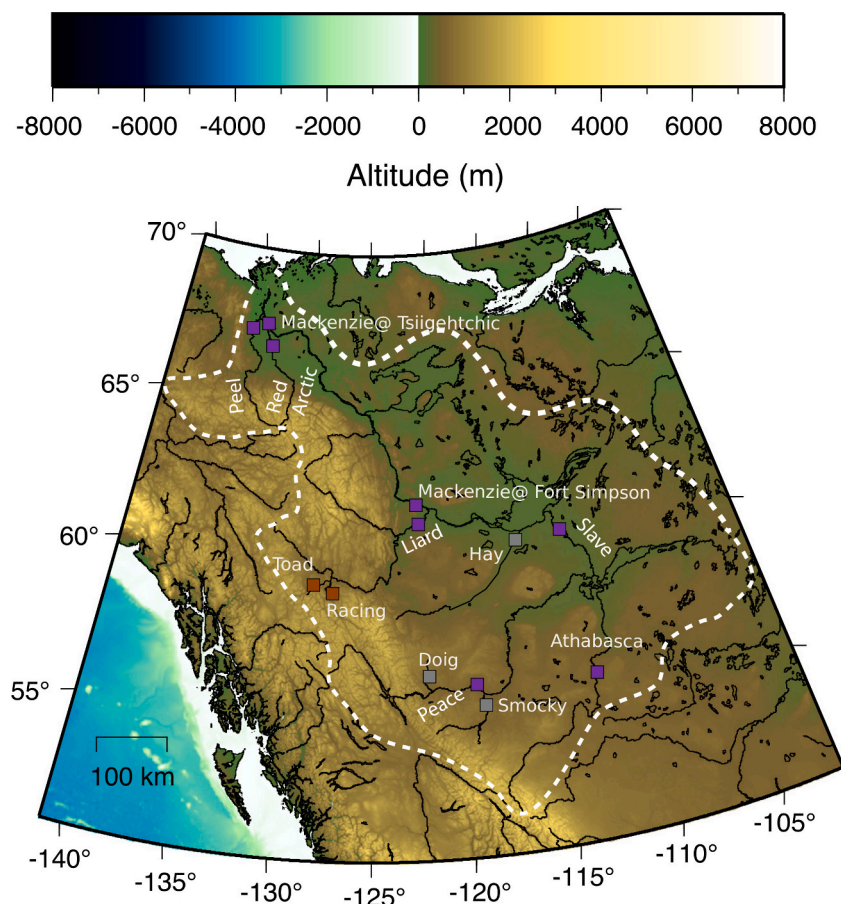 -8000 -6000 -4000 -2000 0 2000 4000 6000 8000
Altitude (m)
70°
Mackenzie@ Tsiigehtchic
65°
Peel
Red
Arctic
Mackenzie@ Fort Simpson
60°
Liard
Hay
Slave
Toad
Racing
Athabasca
Doig
55°
Peace
Smocky
100 km
-140°
-135°
-130°
-125°
-120°
-115°
-110°
-105°